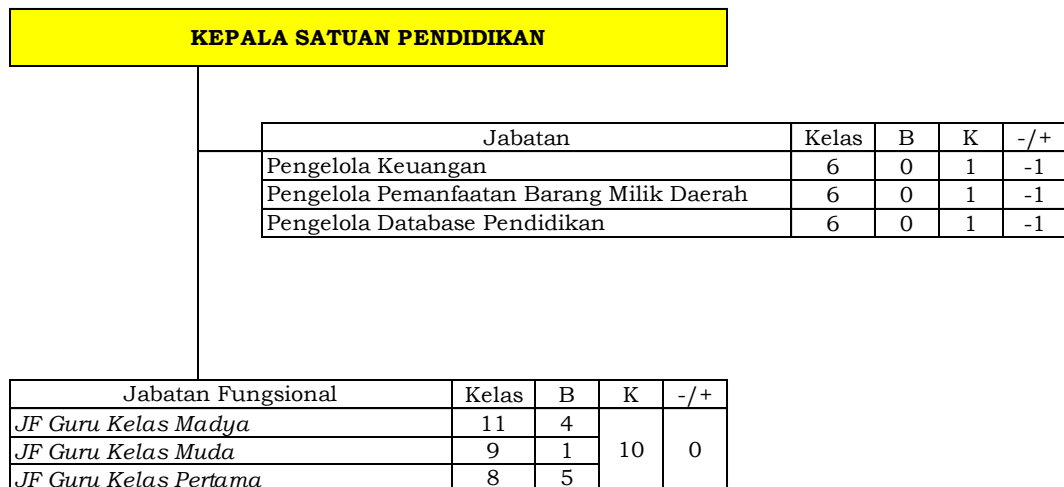 KEPALA SATUAN PENDIDIKAN
Jabatan Kelas B K -/+
Pengelola Keuangan 6 0 1 -1
Pengelola Pemanfaatan Barang Milik Daerah 6 0 1 -1
Pengelola Database Pendidikan 6 0 1 -1
Jabatan Fungsional Kelas B K -/+
JF Guru Kelas Madya 11 4
JF Guru Kelas Muda 9 1 10 0
JF Guru Kelas Pertama 8 5